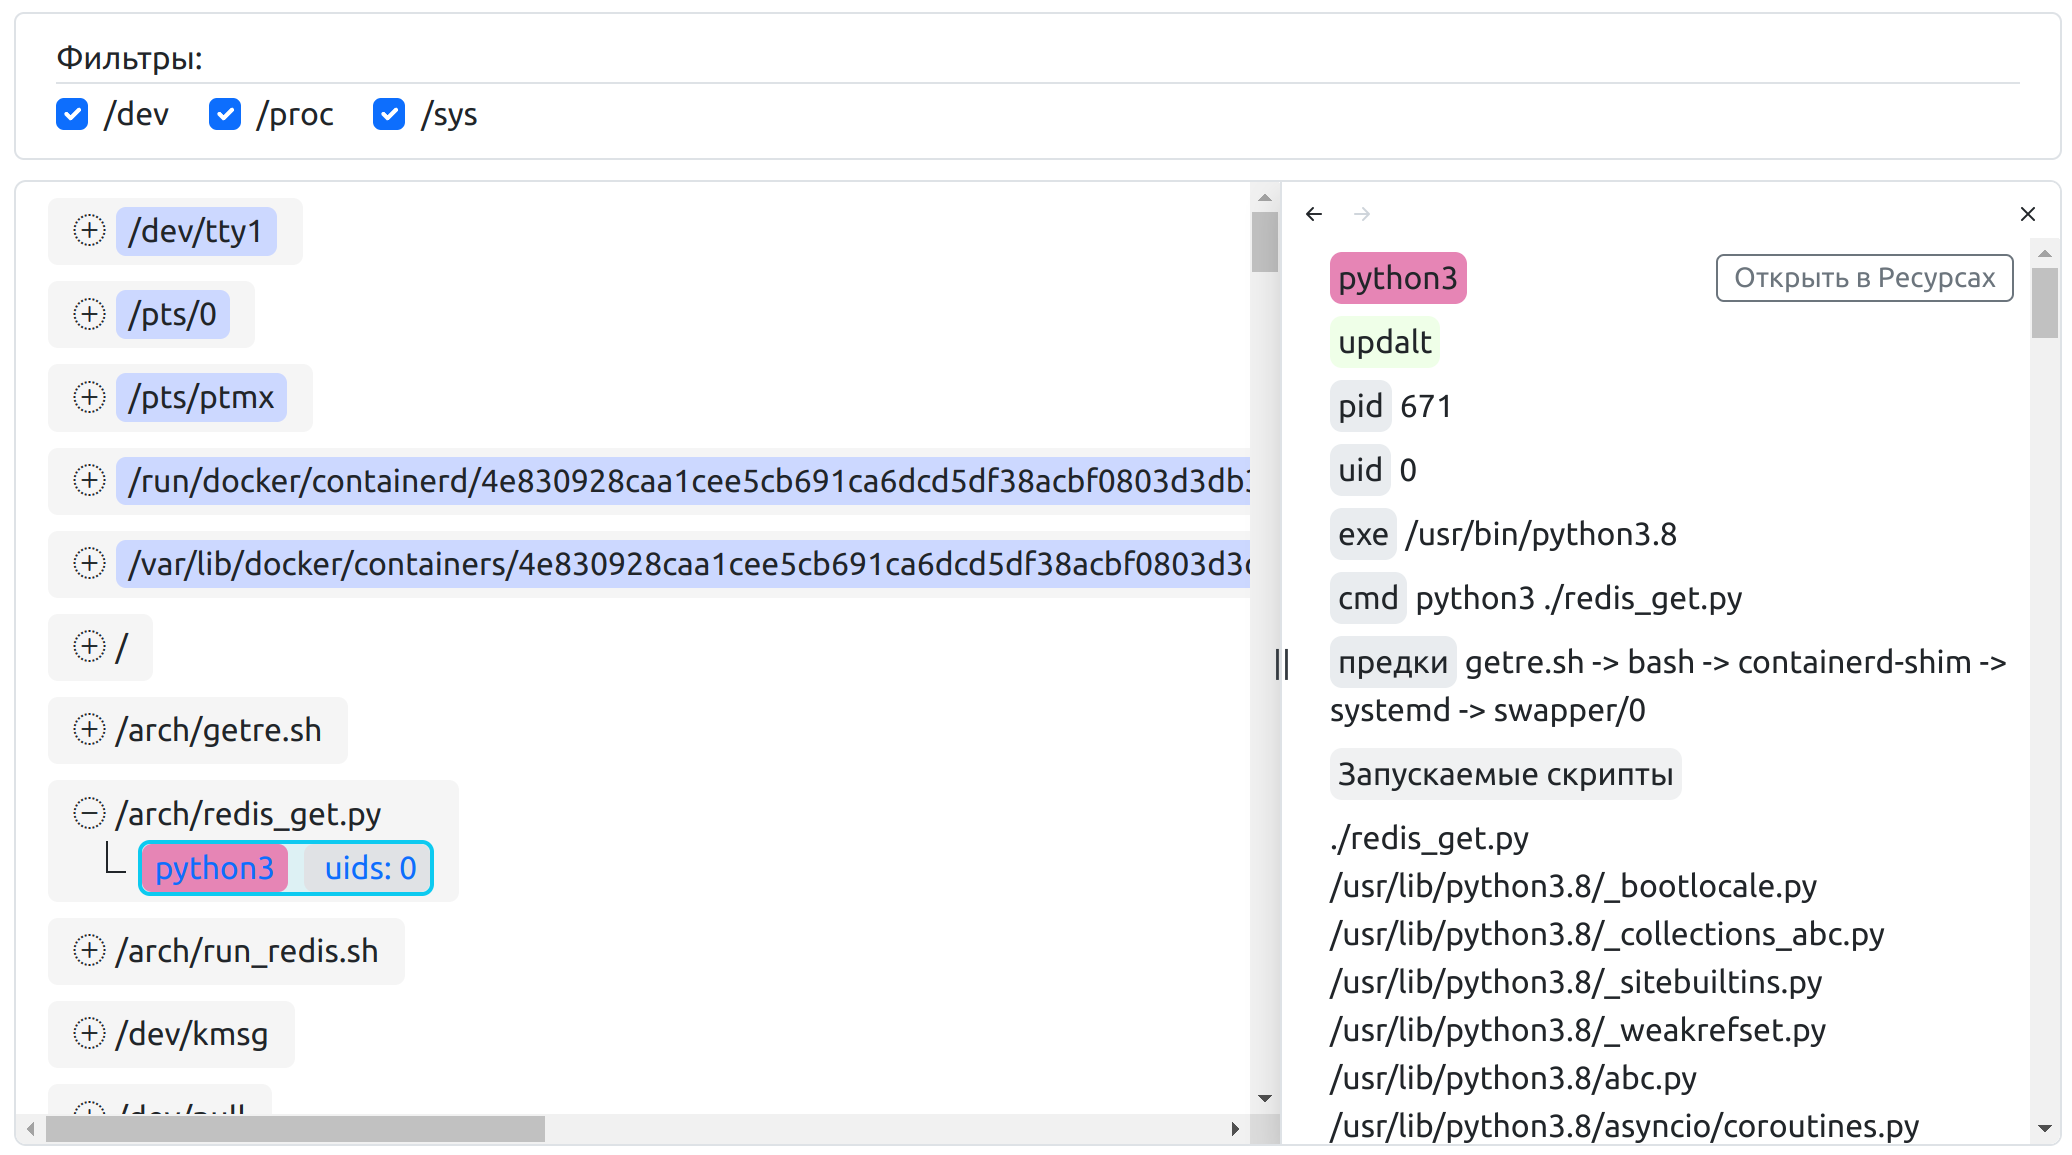 Фильтры:
/dev /proc /sys
/dev/tty1
/pts/0
/pts/ptmx
/run/docker/containerd/4e830928caa1cee5cb691ca6dcd5df38acbf0803d3db
/var/lib/docker/containers/4e830928caa1cee5cb691ca6dcd5df38acbf0803d3
/
/arch/getre.sh
/arch/redis_get.py
python3 uids: 0
/arch/run_redis.sh
/dev/kmsg
/dev/null
python3 Открыть в Ресурсах
updalt
pid 671
uid 0
exe /usr/bin/python3.8
cmd python3 ./redis_get.py
предки getre.sh -> bash -> containerd-shim ->
systemd -> swapper/0
Запускаемые скрипты
./redis_get.py
/usr/lib/python3.8/_bootlocale.py
/usr/lib/python3.8/_collections_abc.py
/usr/lib/python3.8/_sitebuiltins.py
/usr/lib/python3.8/_weakrefset.py
/usr/lib/python3.8/abc.py
/usr/lib/python3.8/asyncio/coroutines.py